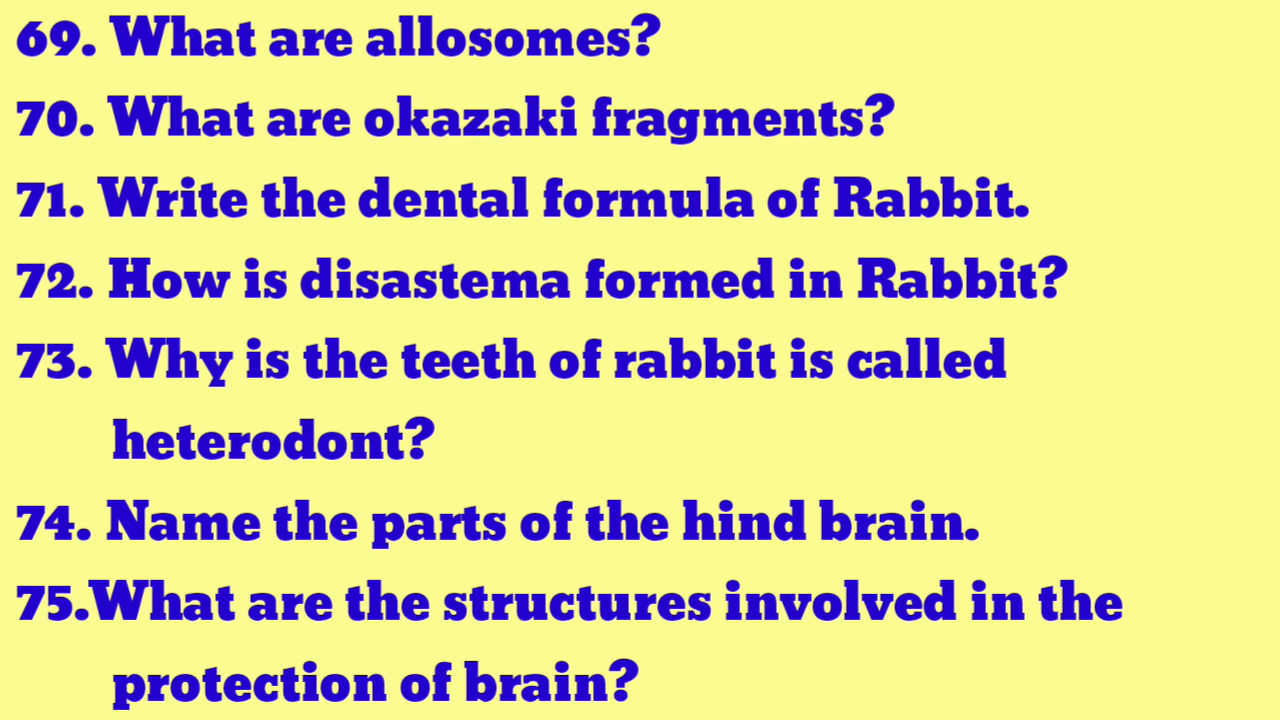 69. What are allosomes?
70. What are okazaki fragments?
71. Write the dental formula of Rabbit.
72. How is disastema formed in Rabbit?
73. Why is the teeth of rabbit is called
heterodont?
74. Name the parts of the hind brain.
75.What are the structures involved in the
protection of brain?